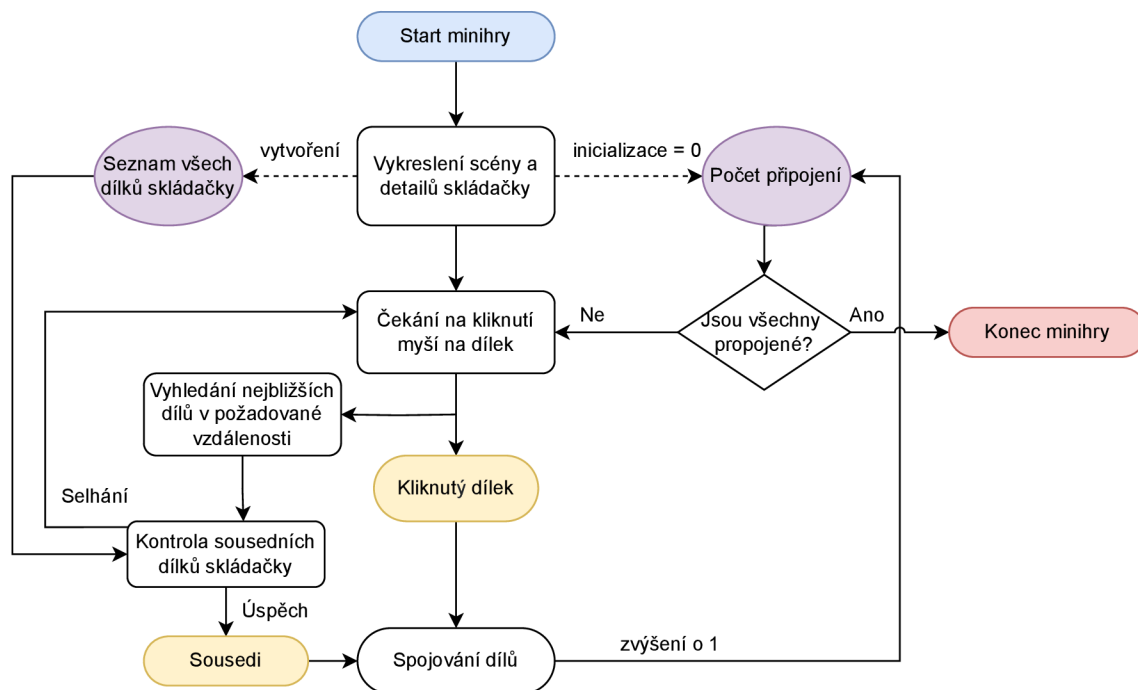 Start minihry
vytvoření
inicializace = 0
Seznam všech
dílků skládačky
Vykreslení scény a
detailů skládačky
Počet připojení
Čekání na kliknutí
myší na dílek
Ne
Jsou všechny
propojené?
Ano
Konec minihry
Vyhledání nejbližších
dílů v požadované
vzdálenosti
Kliknutý dílek
Selhání
Kontrola sousedních
dílků skládačky
Úspěch
Sousedi
Spojování dílů
zvýšení o 1